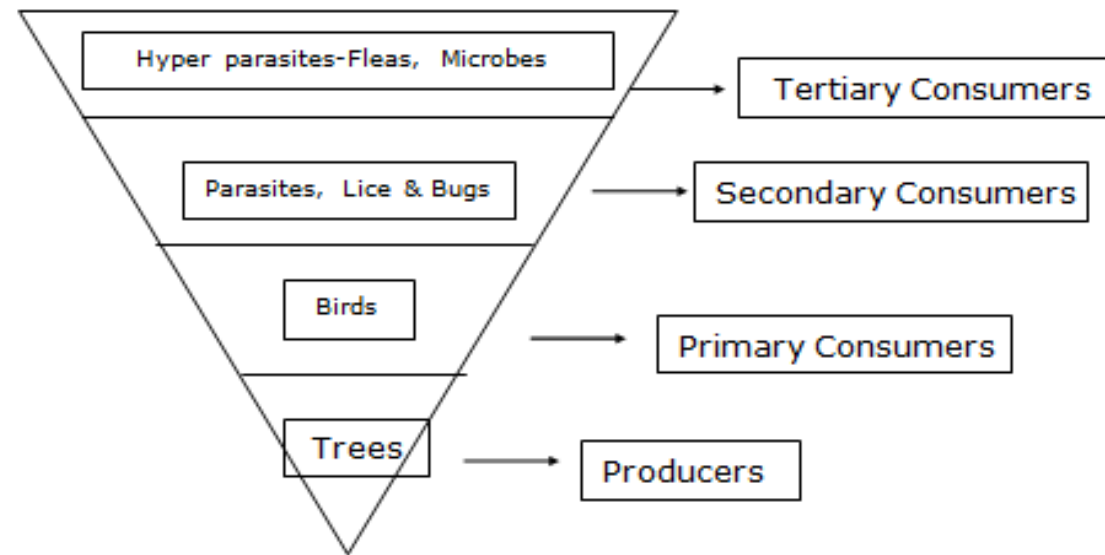 Hyper parasites-Fleas, Microbes
Tertiary Consumers
Parasites, Lice & Bugs
Secondary Consumers
Birds
Primary Consumers
Trees
Producers